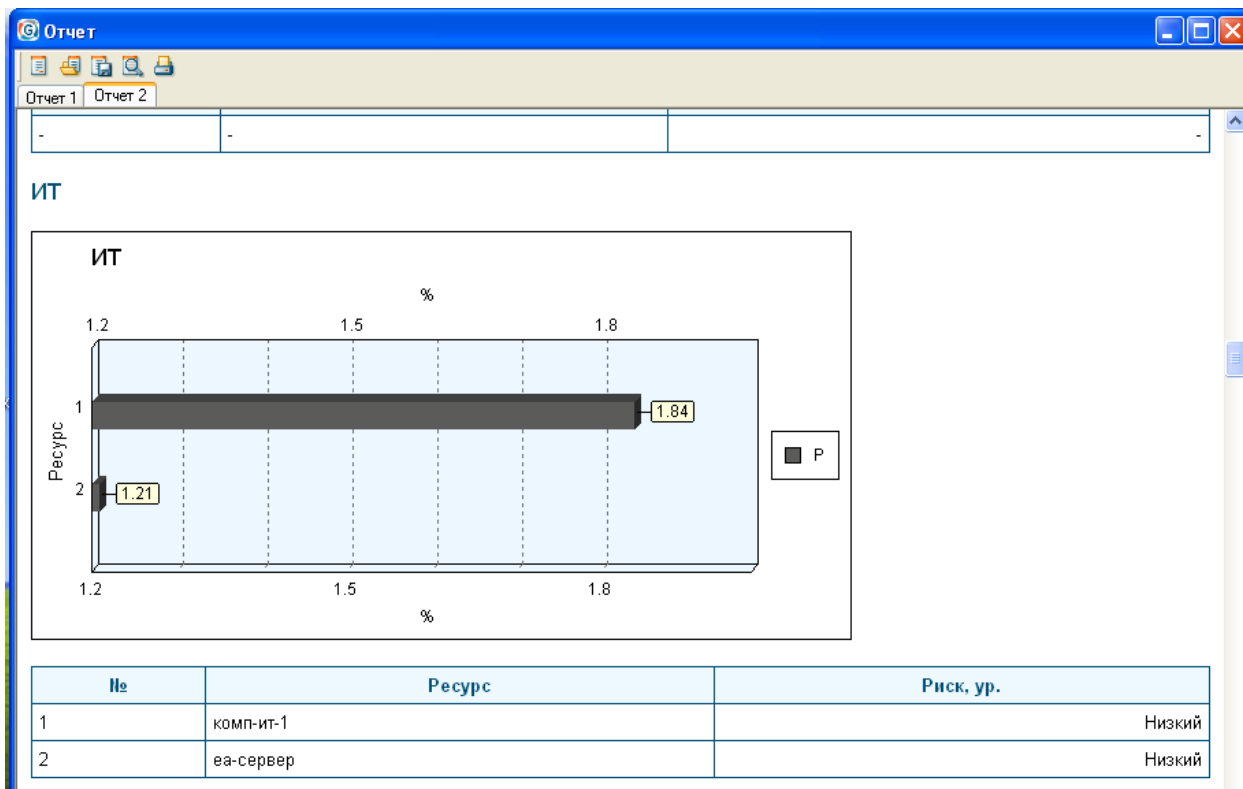 Отчет
Отчет 1 Отчет 2
- - -
ИТ
ИТ
%
1.2 1.5 1.8
1 1.84
Ресурс
P
2 1.21
1.2 1.5 1.8
%
№ Ресурс Риск, ур.
1 комп-ит-1 Низкий
2 еа-сервер Низкий